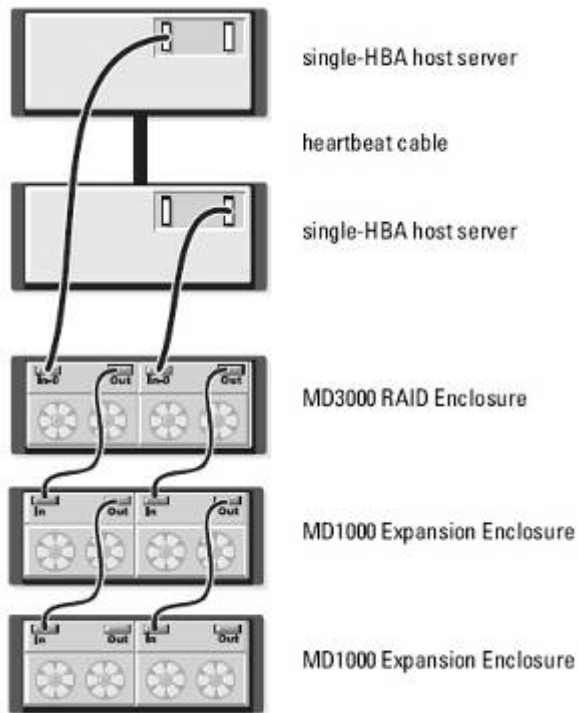 single-HBA host server
heartbeat cable
single-HBA host server
In-0 Out In-0 Out
MD3000 RAID Enclosure
In Out In Out
MD1000 Expansion Enclosure
In Out In Out
MD1000 Expansion Enclosure